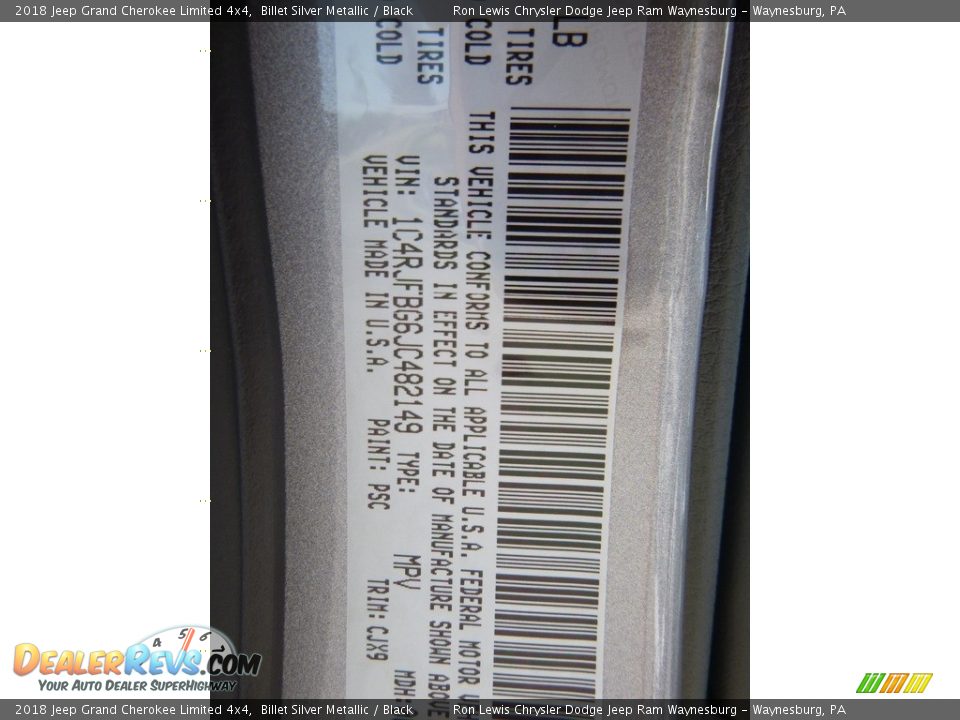 2018 Jeep Grand Cherokee Limited 4x4, Billet Silver Metallic / Black Ron Lewis Chrysler Dodge Jeep Ram Waynesburg – Waynesburg, PA
LB
TIRES COLD
TIRES COLD
THIS VEHICLE CONFORMS TO ALL APPLICABLE U.S.A. FEDERAL MOTOR
STANDARDS IN EFFECT ON THE DATE OF MANUFACTURE SHOWN ABOVE
VIN: 1C4RJFBG6JC482149 TYPE: MPV
VEHICLE MADE IN U.S.A. PAINT: PSC TRIM: CJX9
4 5 6
DEALERREVS.COM
YOUR AUTO DEALER SUPERHIGHWAY
2018 Jeep Grand Cherokee Limited 4x4, Billet Silver Metallic / Black Ron Lewis Chrysler Dodge Jeep Ram Waynesburg – Waynesburg, PA